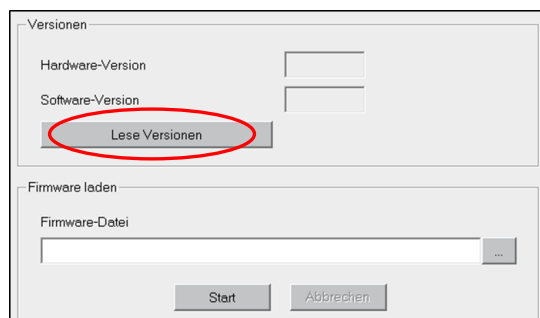 Versionen
Hardware-Version
Software-Version
Lese Versionen
Firmware laden
Firmware-Datei
...
Start Abbrechen